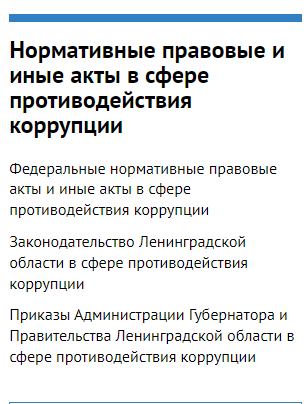 Нормативные правовые и
иные акты в сфере
противодействия
коррупции
Федеральные нормативные правовые
акты и иные акты в сфере
противодействия коррупции
Законодательство Ленинградской
области в сфере противодействия
коррупции
Приказы Администрации Губернатора и
Правительства Ленинградской области в
сфере противодействия коррупции